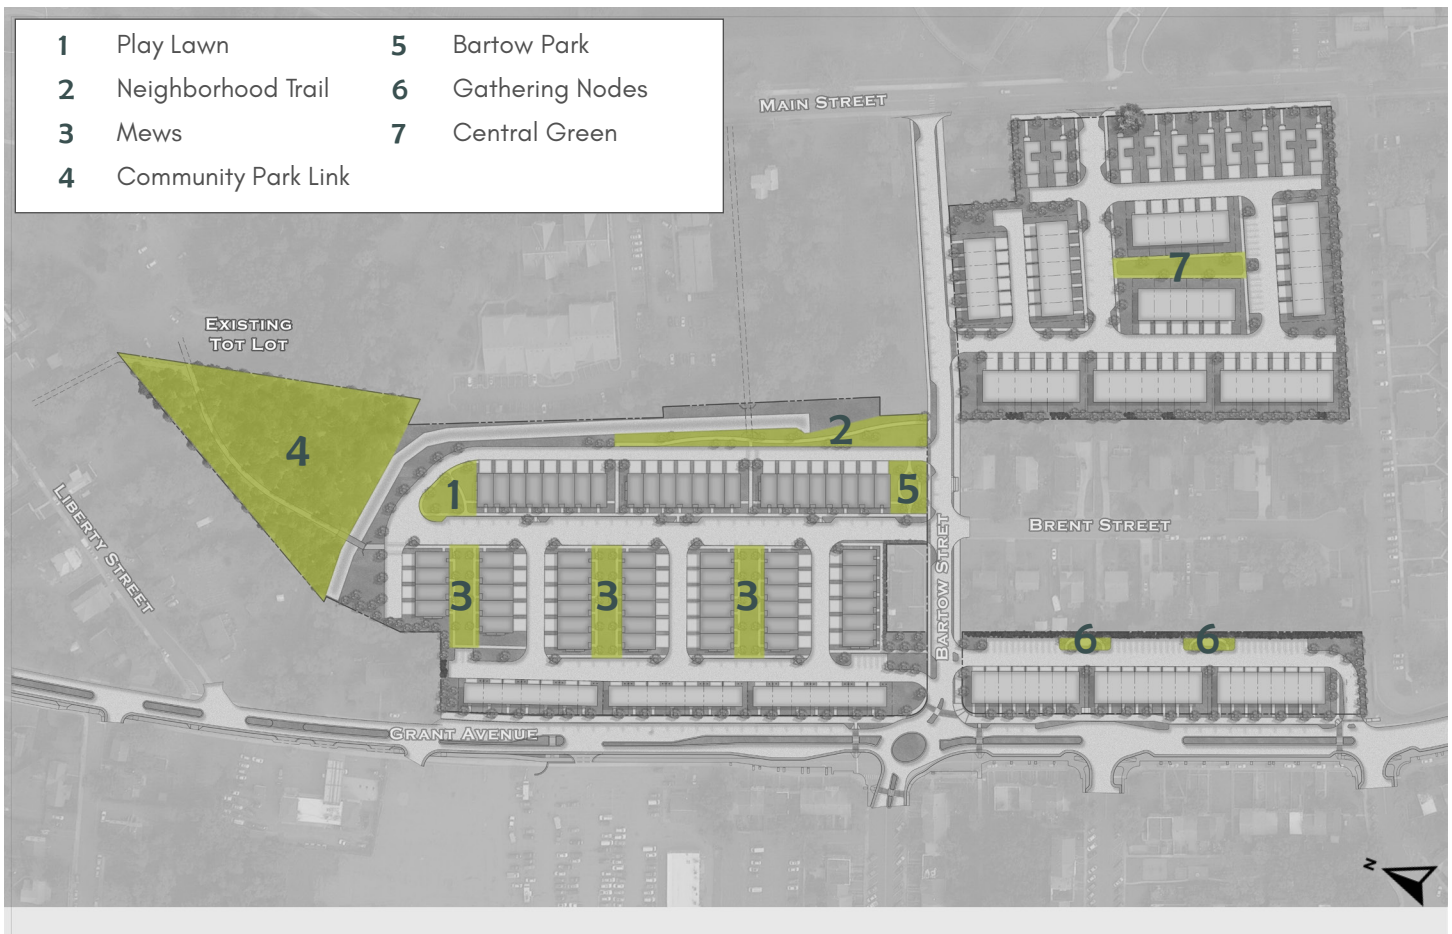 1 Play Lawn
2 Neighborhood Trail
3 Mews
4 Community Park Link
5 Bartow Park
6 Gathering Nodes
7 Central Green
MAIN STREET
EXISTING
TOT LOT
7
2
4
1
5
LIBERTY STREET
BRENT STREET
BARTOW STREET
3
3
3
6
6
GRANT AVENUE
N